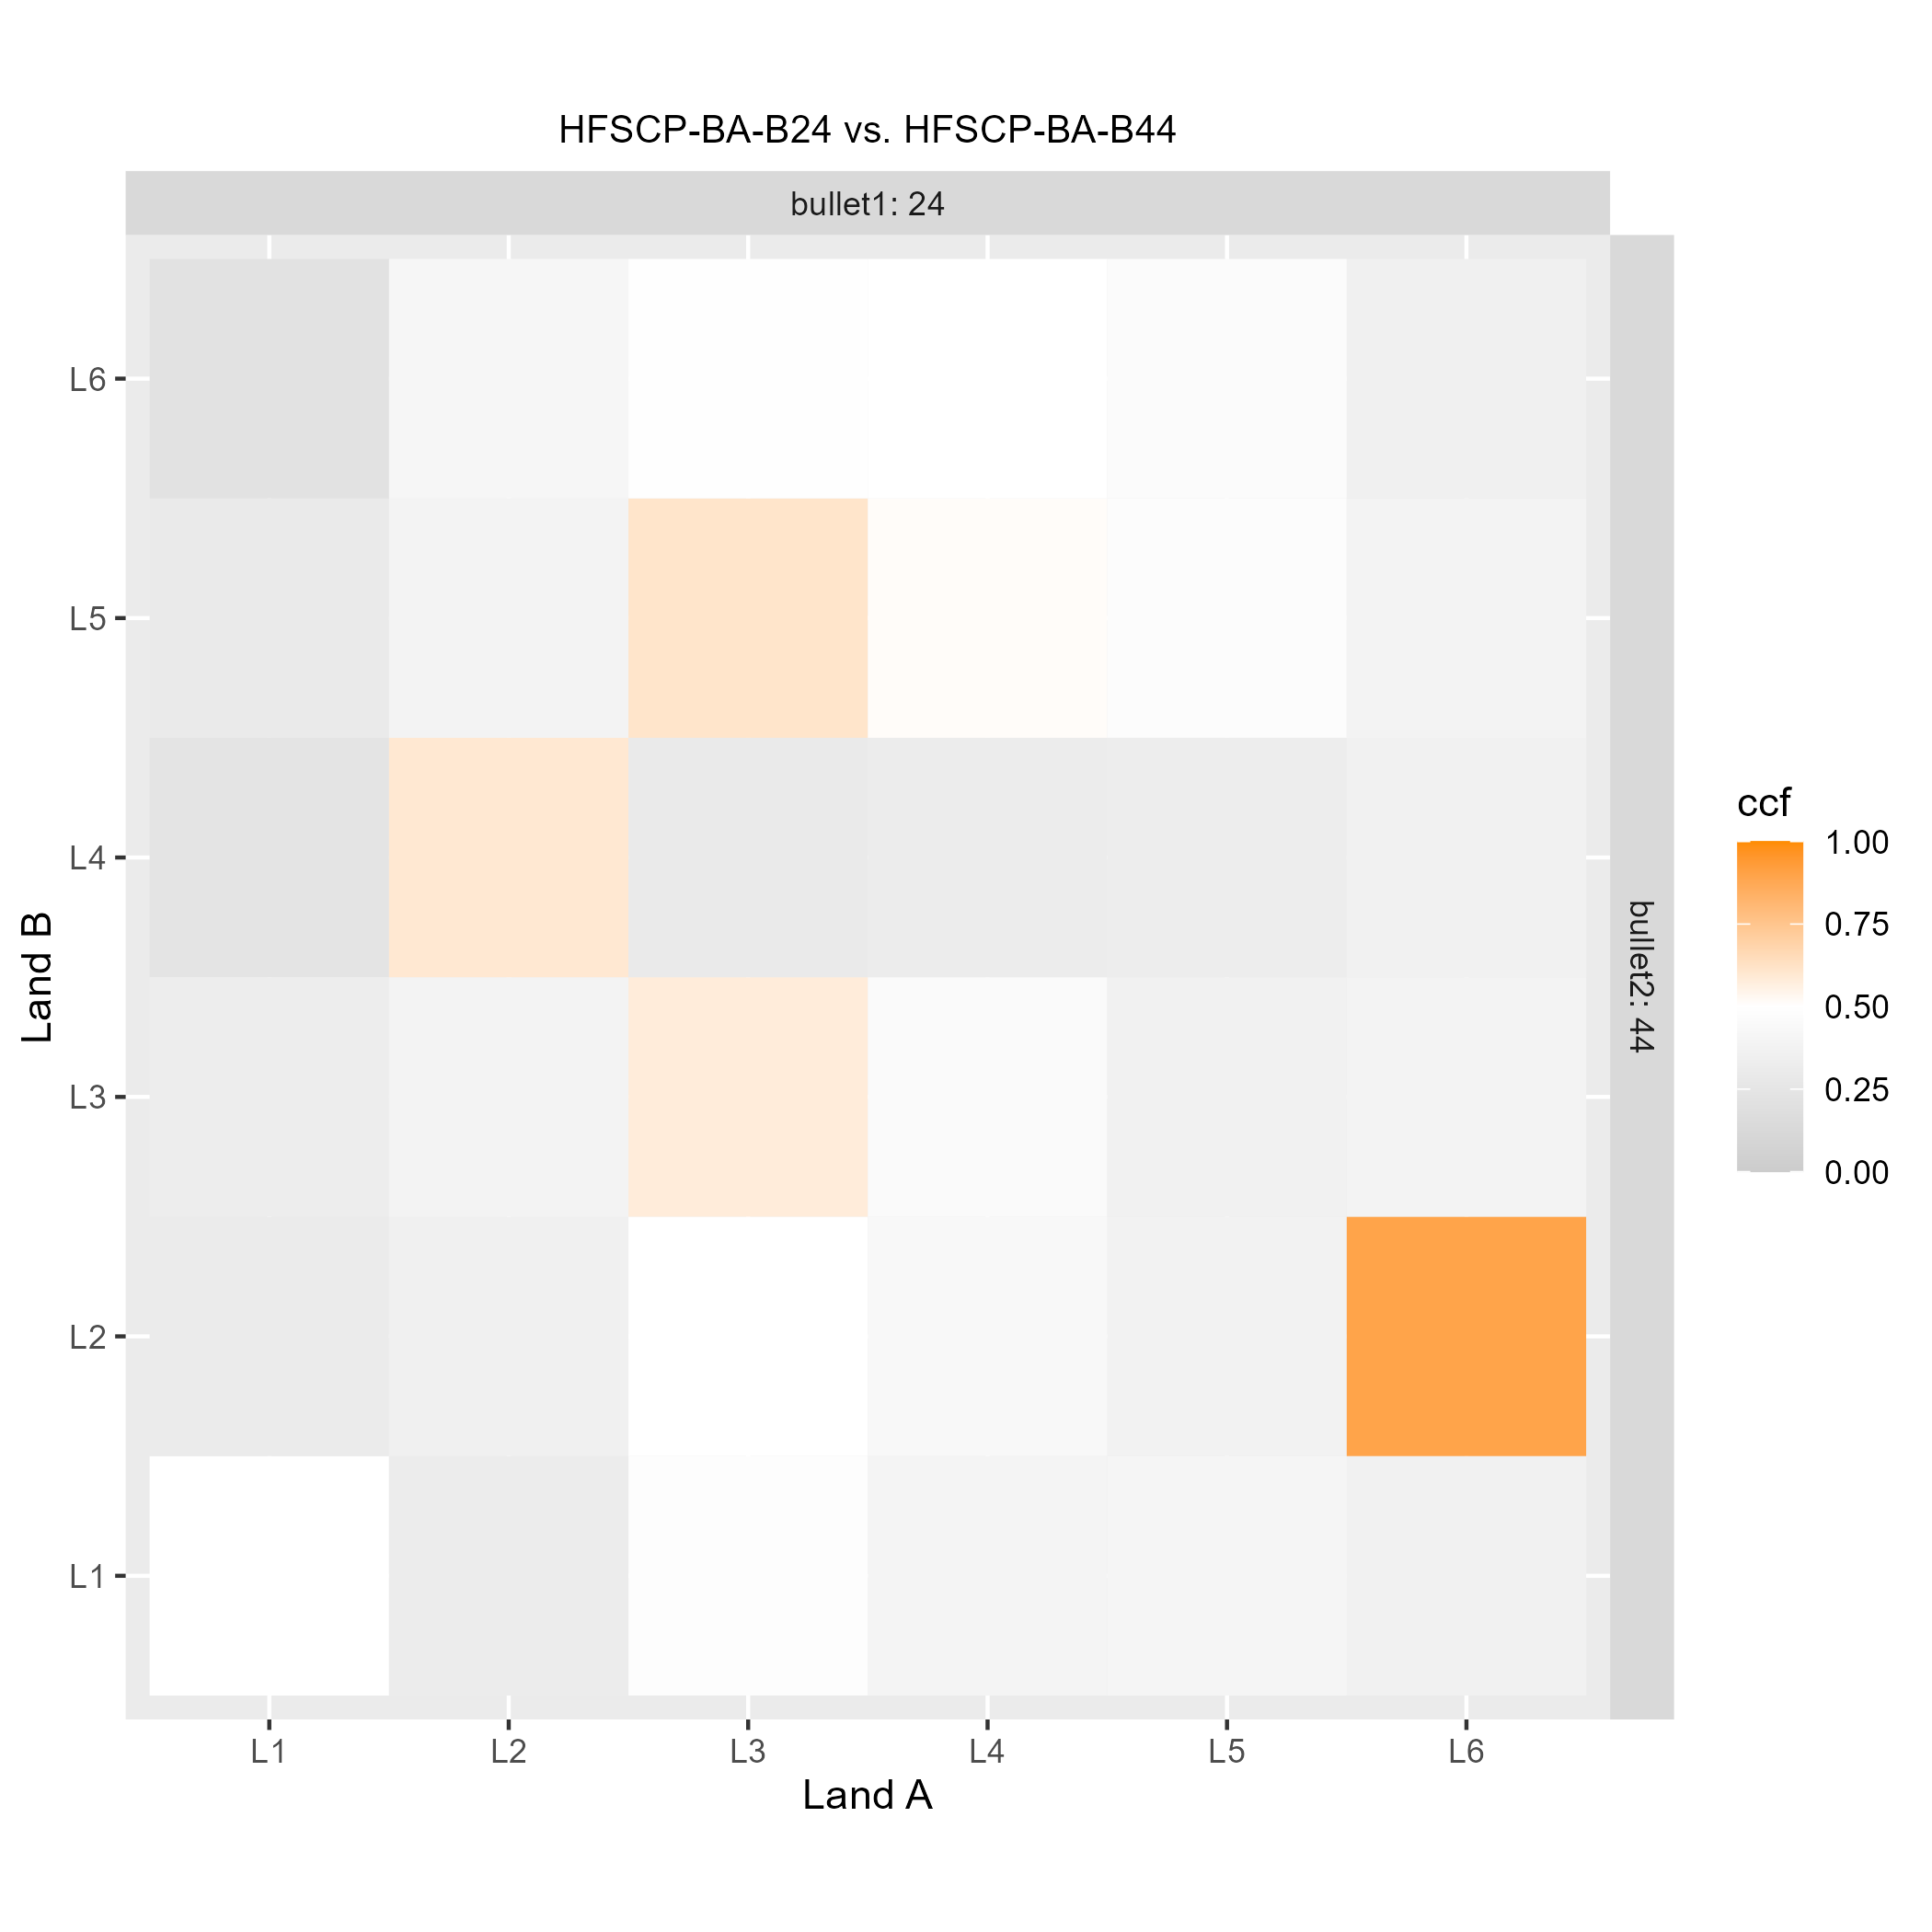 HFSCP-BA-B24 vs. HFSCP-BA-B44
bullet1: 24
L6
L5
L4
L3
L2
L1
Land B
L1 L2 L3 L4 L5 L6
Land A
bullet2: 44
ccf
1.00
0.75
0.50
0.25
0.00